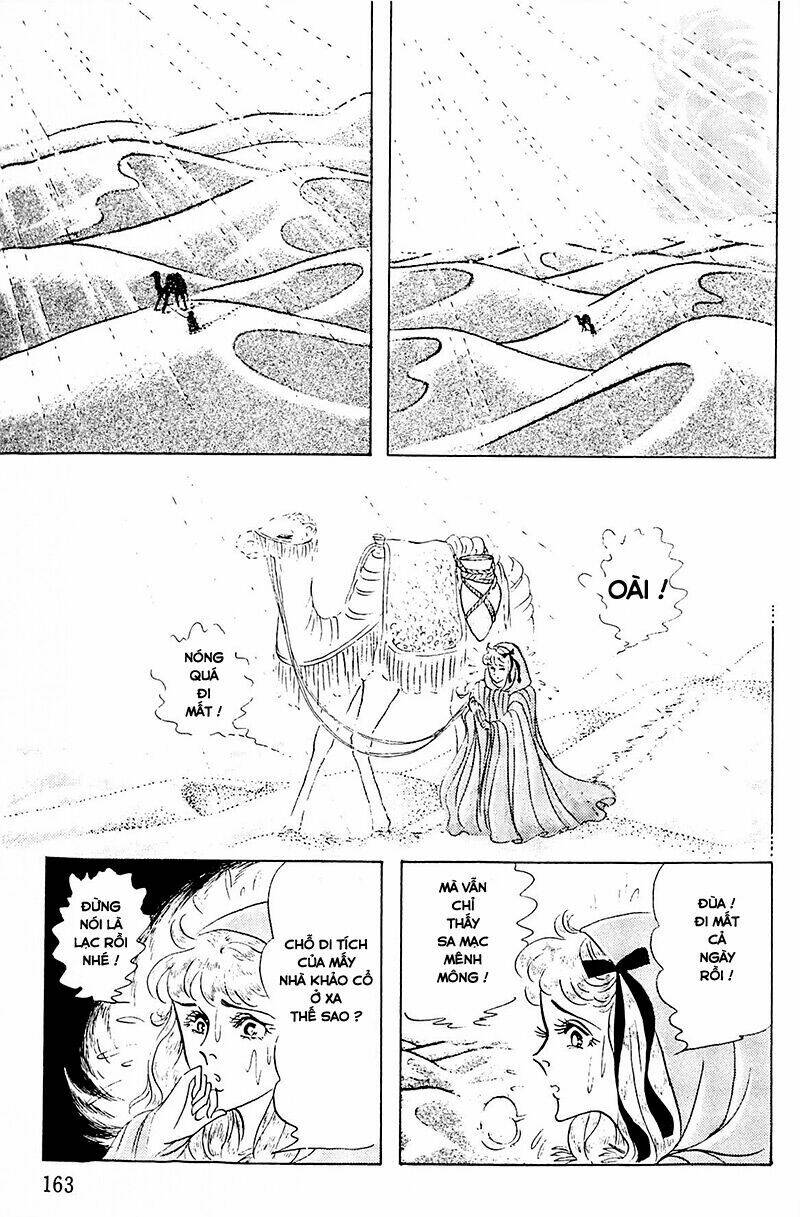 OÀI !
NÓNG
QUÁ
ĐI
MẤT !
ĐÙA !
ĐI MẤT
CẢ
NGÀY
RỒI !
MÀ VẪN
CHỈ
THẤY
SA MẠC
MÊNH
MÔNG !
CHỖ DI TÍCH
CỦA MẤY
NHÀ KHẢO CỔ
Ở XA
THẾ SAO ?
ĐỪNG
NÓI LÀ
LẠC RỒI
NHÉ !
163